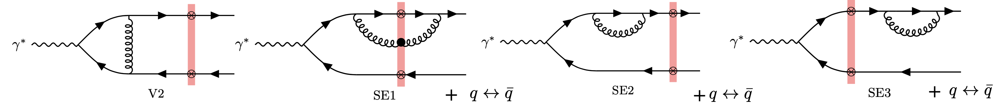 γ* γ* γ* γ*
V2 SE1 + q ↔ q̄ SE2 + q ↔ q̄ SE3 + q ↔ q̄